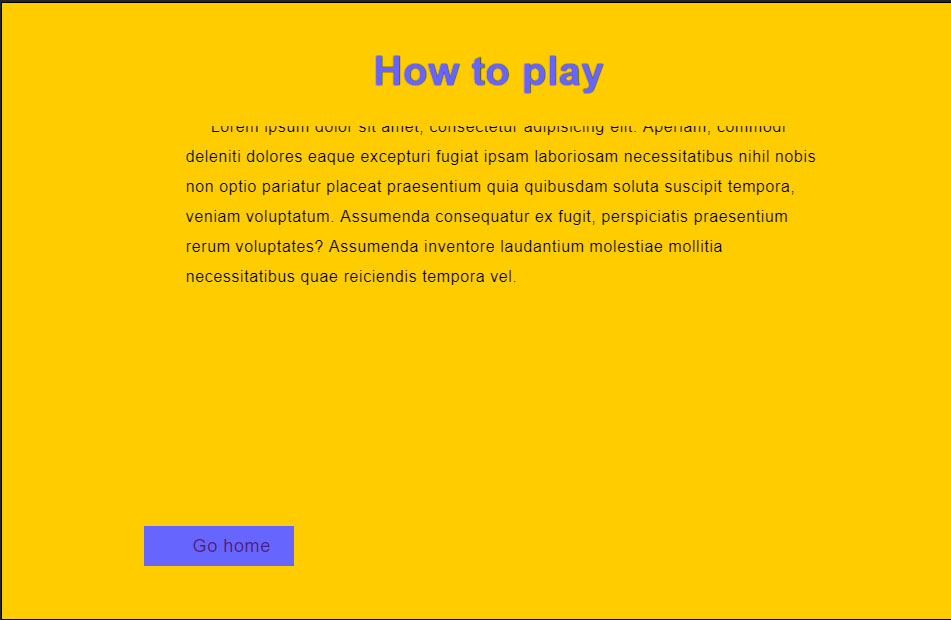 How to play
Lorem ipsum dolor sit amet, consectetur adipisicing elit. Aperiam, commodi
deleniti dolores eaque excepturi fugiat ipsam laboriosam necessitatibus nihil nobis
non optio pariatur placeat praesentium quia quibusdam soluta suscipit tempora,
veniam voluptatum. Assumenda consequatur ex fugit, perspiciatis praesentium
rerum voluptates? Assumenda inventore laudantium molestiae mollitia
necessitatibus quae reiciendis tempora vel.
Go home